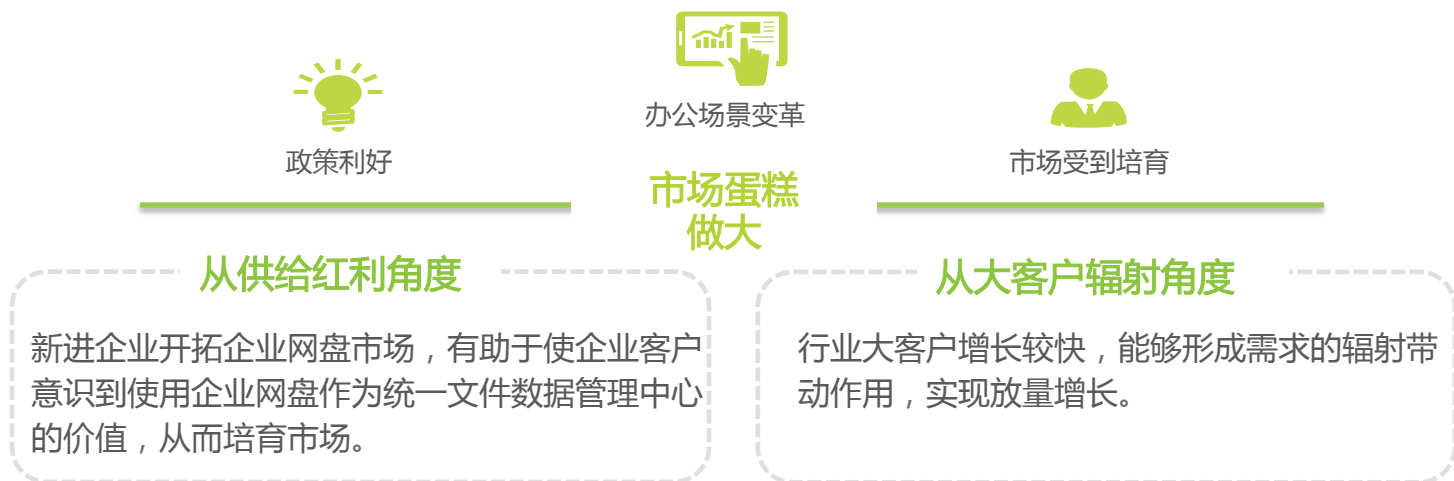 办公场景变革
政策利好
市场受到培育
市场蛋糕
做大
从供给红利角度
新进企业开拓企业网盘市场，有助于使企业客户
意识到使用企业网盘作为统一文件数据管理中心
的价值，从而培育市场。
从大客户辐射角度
行业大客户增长较快，能够形成需求的辐射带
动作用，实现放量增长。